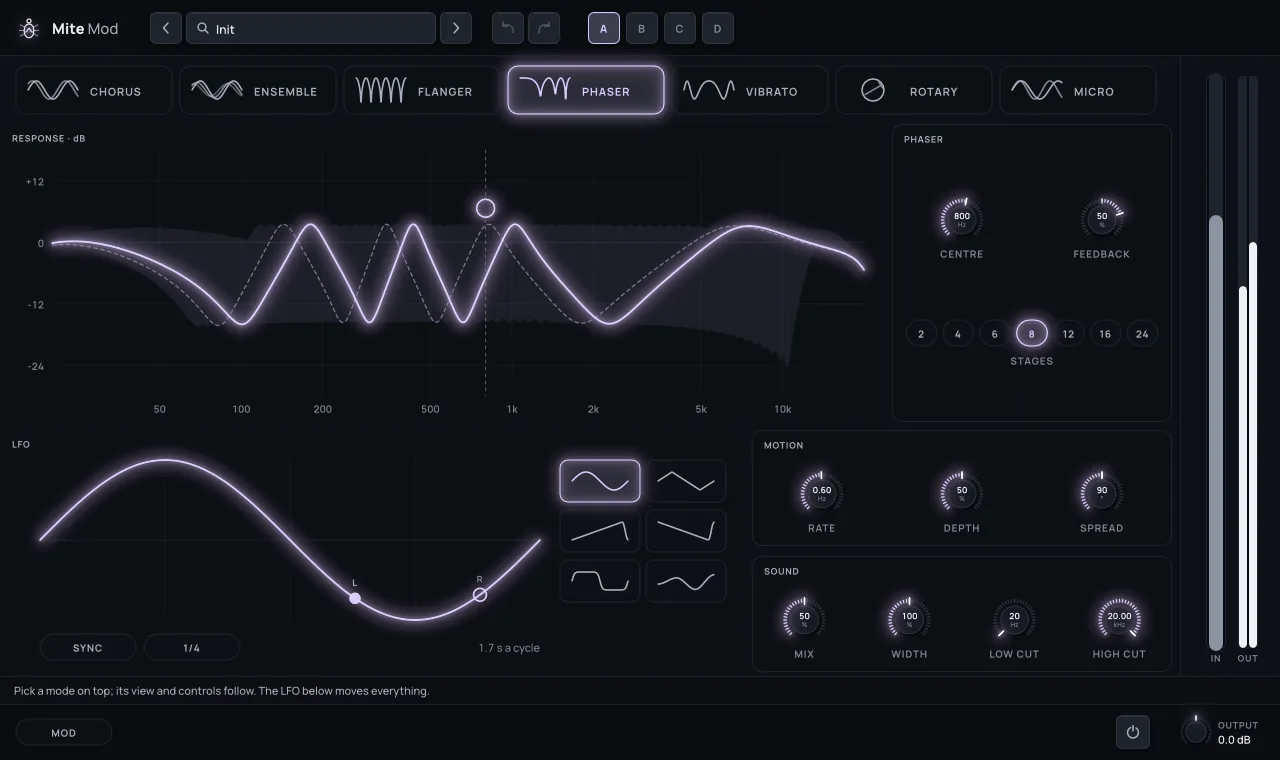 Mite Mod
Init
A B C D
CHORUS ENSEMBLE FLANGER PHASER VIBRATO ROTARY MICRO
RESPONSE · dB
+12
0
-12
-24
50 100 200 500 1k 2k 5k 10k
PHASER
800 Hz
CENTRE
50 %
FEEDBACK
2 4 6 8 12 16 24
STAGES
LFO
L
R
SYNC
1/4
1.7 s a cycle
MOTION
0.60 Hz
RATE
50 %
DEPTH
90 °
SPREAD
SOUND
50 %
MIX
100 %
WIDTH
20 Hz
LOW CUT
20.00 kHz
HIGH CUT
IN OUT
Pick a mode on top; its view and controls follow. The LFO below moves everything.
MOD
OUTPUT
0.0 dB